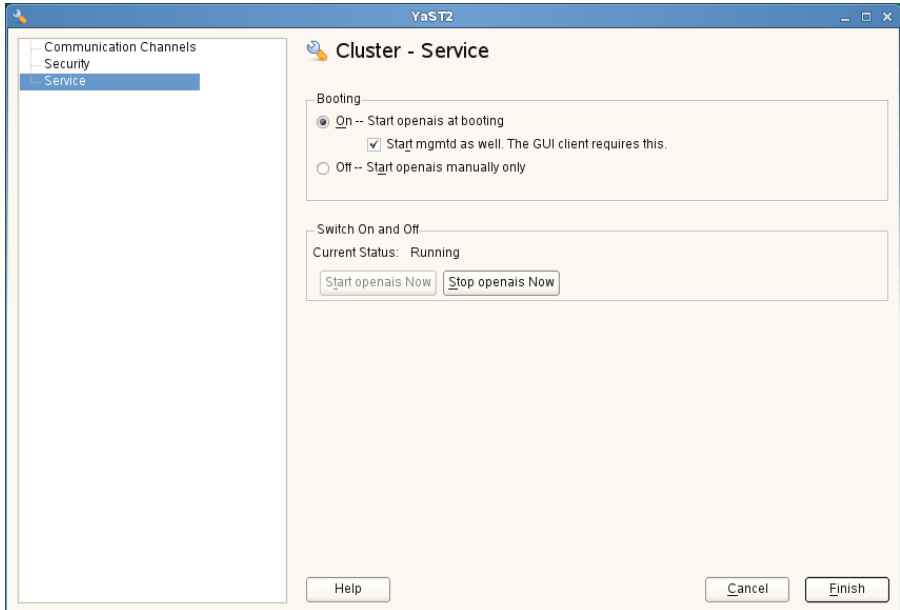 YaST2
Communication Channels
Security
Service
Cluster - Service
Booting
On -- Start openais at booting
Start mgmtd as well. The GUI client requires this.
Off -- Start openais manually only
Switch On and Off
Current Status: Running
Start openais Now Stop openais Now
Help Cancel Finish